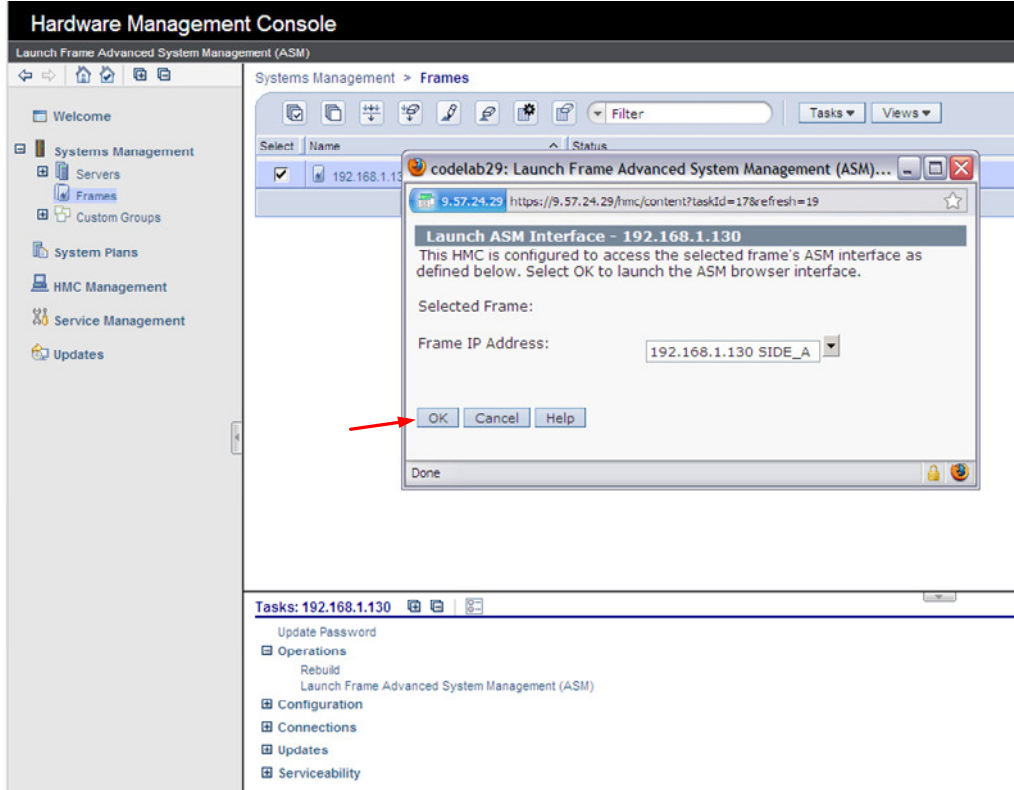 Hardware Management Console
Launch Frame Advanced System Management (ASM)
Systems Management > Frames
Welcome
Systems Management
Servers
Frames
Custom Groups
System Plans
HMC Management
Service Management
Updates
Filter
Tasks
Views
Select Name Status
192.168.1.13
codelab29: Launch Frame Advanced System Management (ASM)...
9.57.24.29 https://9.57.24.29/hmc/content?taskId=17&refresh=19
Launch ASM Interface - 192.168.1.130
This HMC is configured to access the selected frame's ASM interface as
defined below. Select OK to launch the ASM browser interface.
Selected Frame:
Frame IP Address:
192.168.1.130 SIDE_A
OK Cancel Help
Done
Tasks: 192.168.1.130
Update Password
Operations
Rebuild
Launch Frame Advanced System Management (ASM)
Configuration
Connections
Updates
Serviceability